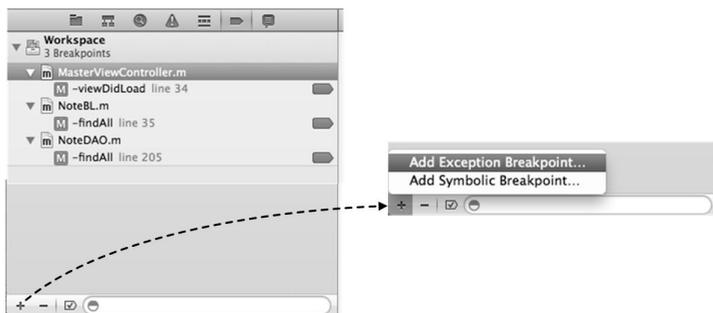 Workspace
3 Breakpoints
m MasterViewController.m
M -viewDidLoad line 34
m NoteBL.m
M -findAll line 35
m NoteDAO.m
M -findAll line 205
Add Exception Breakpoint...
Add Symbolic Breakpoint...